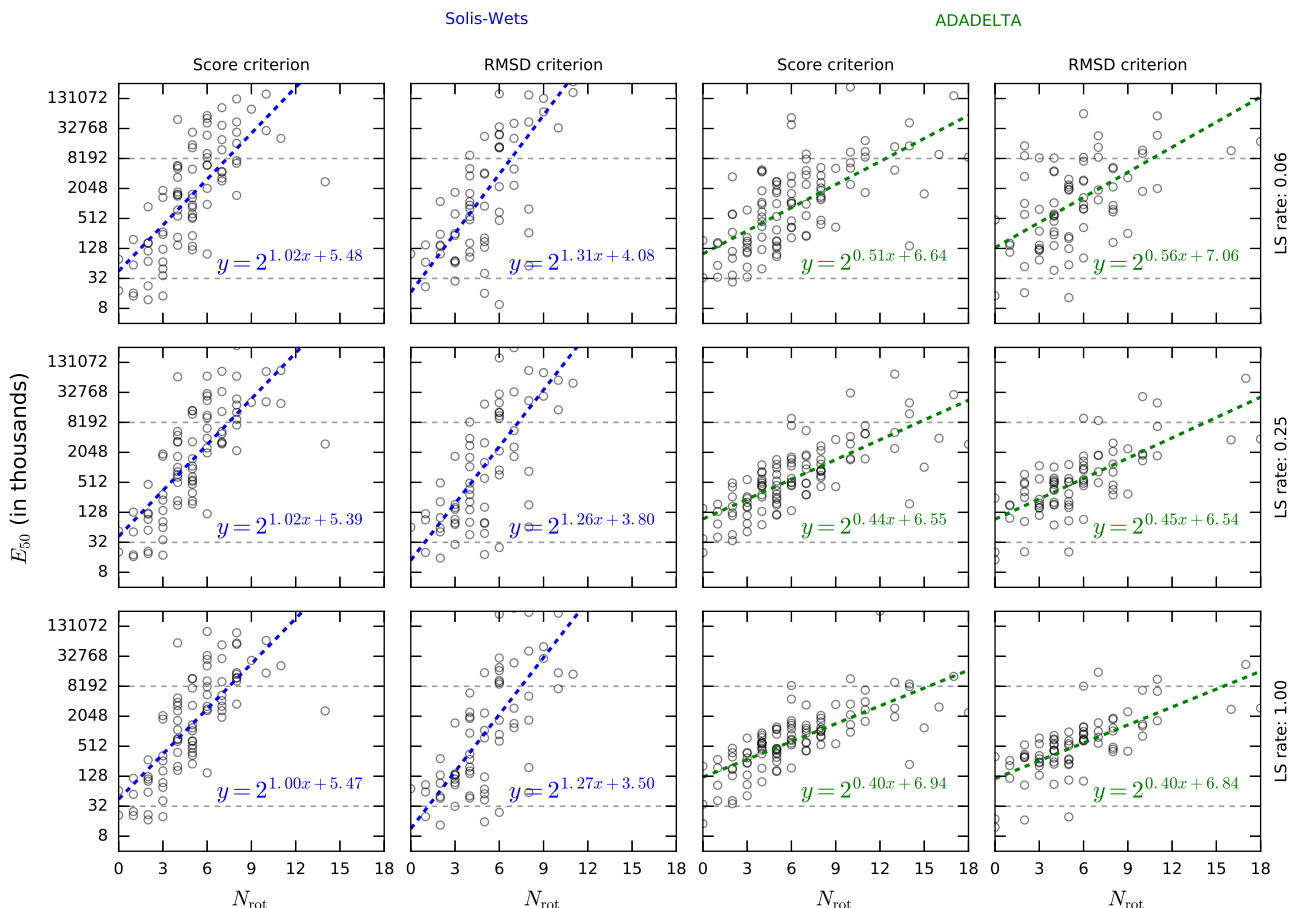 Solis-Wets ADADELTA
Score criterion RMSD criterion Score criterion RMSD criterion
131072
32768
8192
2048
512
128
32
8
y = 2^{1.02x + 5.48} y = 2^{1.31x + 4.08} y = 2^{0.51x + 6.64} y = 2^{0.56x + 7.06}
LS rate: 0.06
131072
32768
8192
2048
512
128
32
8
y = 2^{1.02x + 5.39} y = 2^{1.26x + 3.80} y = 2^{0.44x + 6.55} y = 2^{0.45x + 6.54}
LS rate: 0.25
E_{50} (in thousands)
131072
32768
8192
2048
512
128
32
8
y = 2^{1.00x + 5.47} y = 2^{1.27x + 3.50} y = 2^{0.40x + 6.94} y = 2^{0.40x + 6.84}
LS rate: 1.00
0 3 6 9 12 15 18 0 3 6 9 12 15 18 0 3 6 9 12 15 18 0 3 6 9 12 15 18
N_{rot} N_{rot} N_{rot} N_{rot}